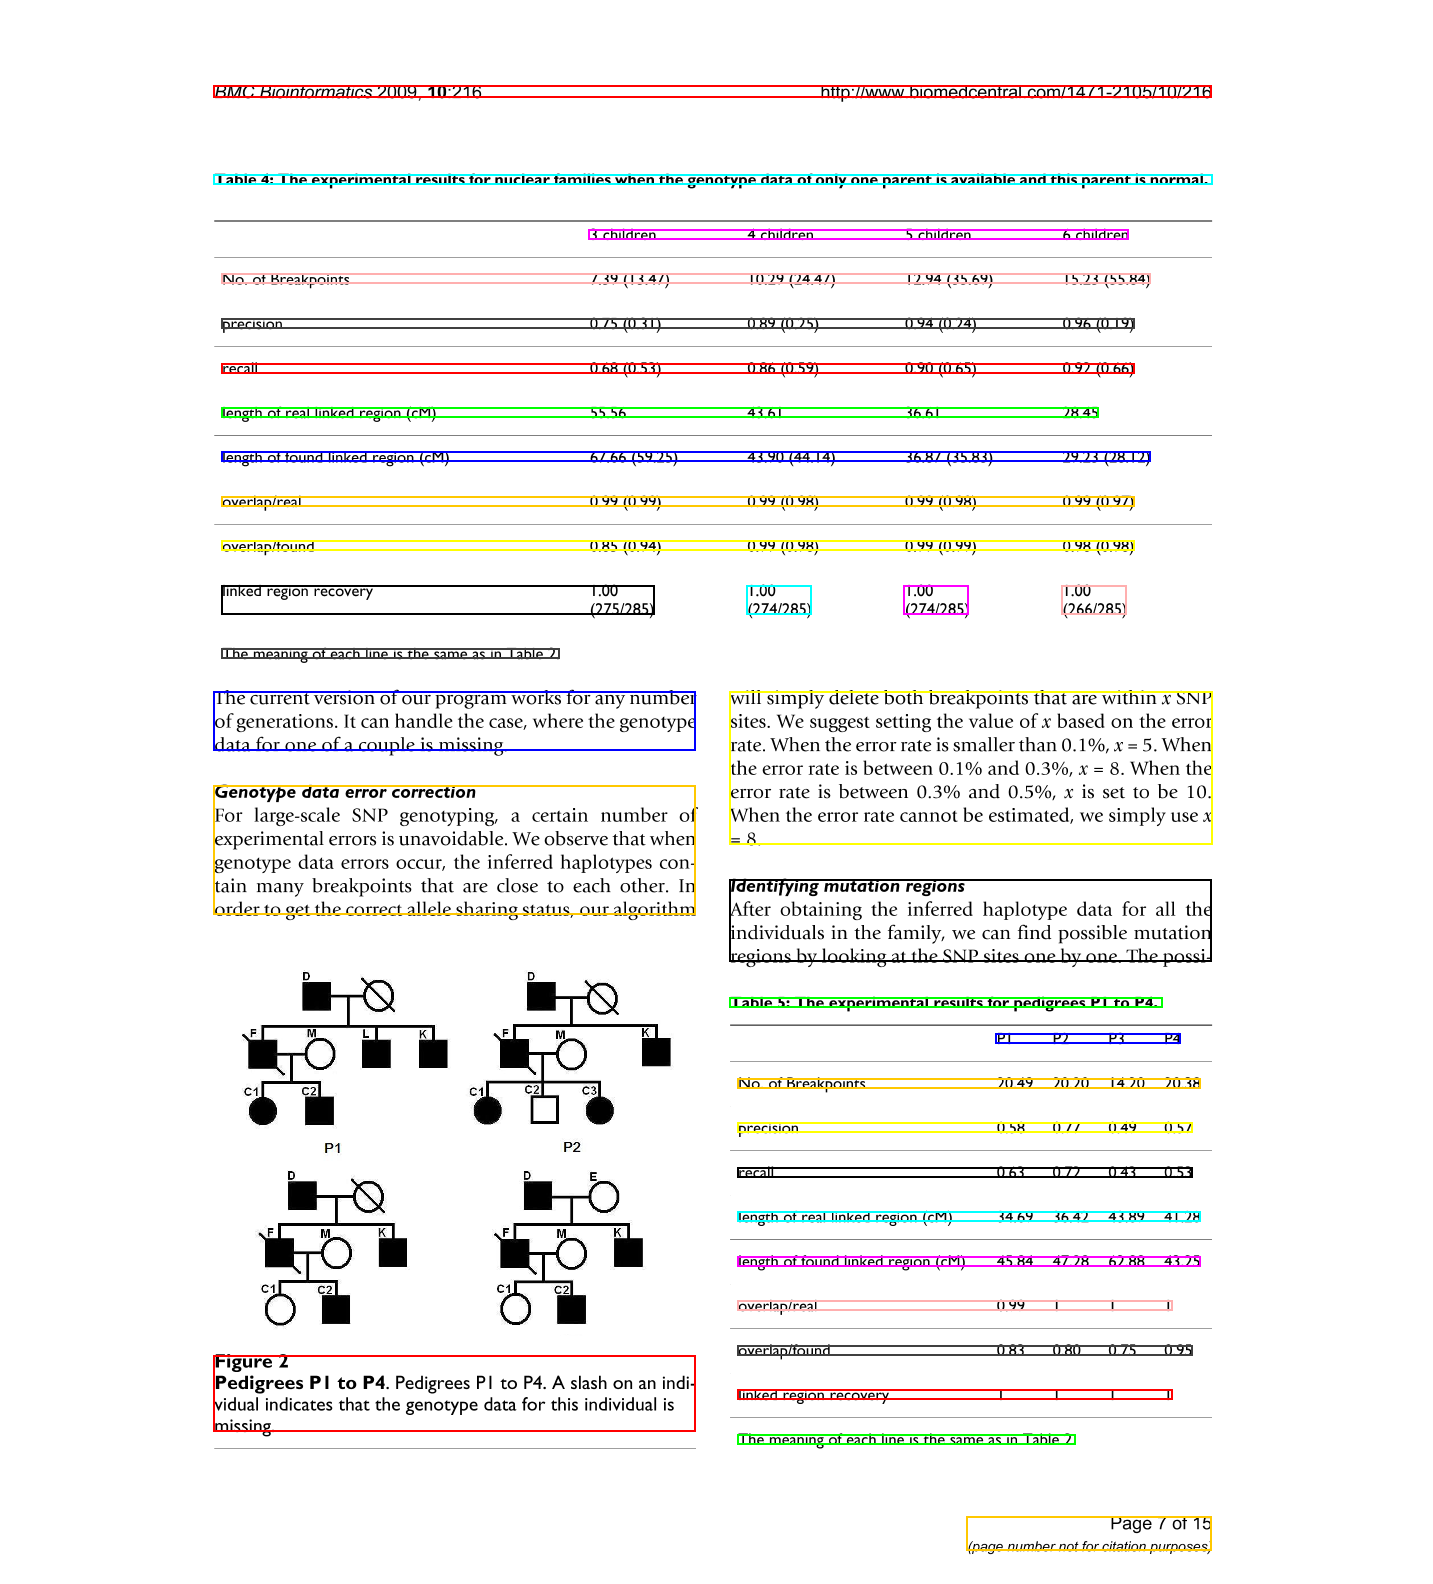 BMC Bioinformatics 2009, 10:216 http://www.biomedcentral.com/1471-2105/10/216
Table 4: The experimental results for nuclear families when the genotype data of only one parent is available and this parent is normal.
3 children 4 children 5 children 6 children
No. of Breakpoints 7.39 (13.47) 10.29 (24.47) 12.94 (35.69) 15.23 (55.84)
precision 0.75 (0.31) 0.89 (0.25) 0.94 (0.24) 0.96 (0.19)
recall 0.68 (0.53) 0.86 (0.59) 0.90 (0.65) 0.92 (0.66)
length of real linked region (cM) 55.56 43.61 36.61 28.45
length of found linked region (cM) 67.66 (59.25) 43.90 (44.14) 36.87 (35.83) 29.23 (28.12)
overlap/real 0.99 (0.99) 0.99 (0.98) 0.99 (0.98) 0.99 (0.97)
overlap/found 0.85 (0.94) 0.99 (0.98) 0.99 (0.99) 0.98 (0.98)
linked region recovery 1.00 1.00 1.00 1.00
(275/285) (274/285) (274/285) (266/285)
The meaning of each line is the same as in Table 2
The current version of our program works for any number
of generations. It can handle the case, where the genotype
data for one of a couple is missing.
Genotype data error correction
For large-scale SNP genotyping, a certain number of
experimental errors is unavoidable. We observe that when
genotype data errors occur, the inferred haplotypes con-
tain many breakpoints that are close to each other. In
order to get the correct allele sharing status, our algorithm
D D
F M L K F M K
C1 C2 C1 C2 C3
P1 P2
D D E
F M K F M K
C1 C2 C1 C2
Figure 2
Pedigrees P1 to P4. Pedigrees P1 to P4. A slash on an indi-
vidual indicates that the genotype data for this individual is
missing.
will simply delete both breakpoints that are within x SNP
sites. We suggest setting the value of x based on the error
rate. When the error rate is smaller than 0.1%, x = 5. When
the error rate is between 0.1% and 0.3%, x = 8. When the
error rate is between 0.3% and 0.5%, x is set to be 10.
When the error rate cannot be estimated, we simply use x
= 8.
Identifying mutation regions
After obtaining the inferred haplotype data for all the
individuals in the family, we can find possible mutation
regions by looking at the SNP sites one by one. The possi-
Table 5: The experimental results for pedigrees P1 to P4.
P1 P2 P3 P4
No. of Breakpoints 20.49 20.20 14.20 20.38
precision 0.58 0.77 0.49 0.57
recall 0.63 0.72 0.43 0.53
length of real linked region (cM) 34.69 36.42 43.89 41.28
length of found linked region (cM) 45.84 47.28 62.88 43.25
overlap/real 0.99 1 1 1
overlap/found 0.83 0.80 0.75 0.95
linked region recovery 1 1 1 1
The meaning of each line is the same as in Table 2
Page 7 of 15
(page number not for citation purposes)